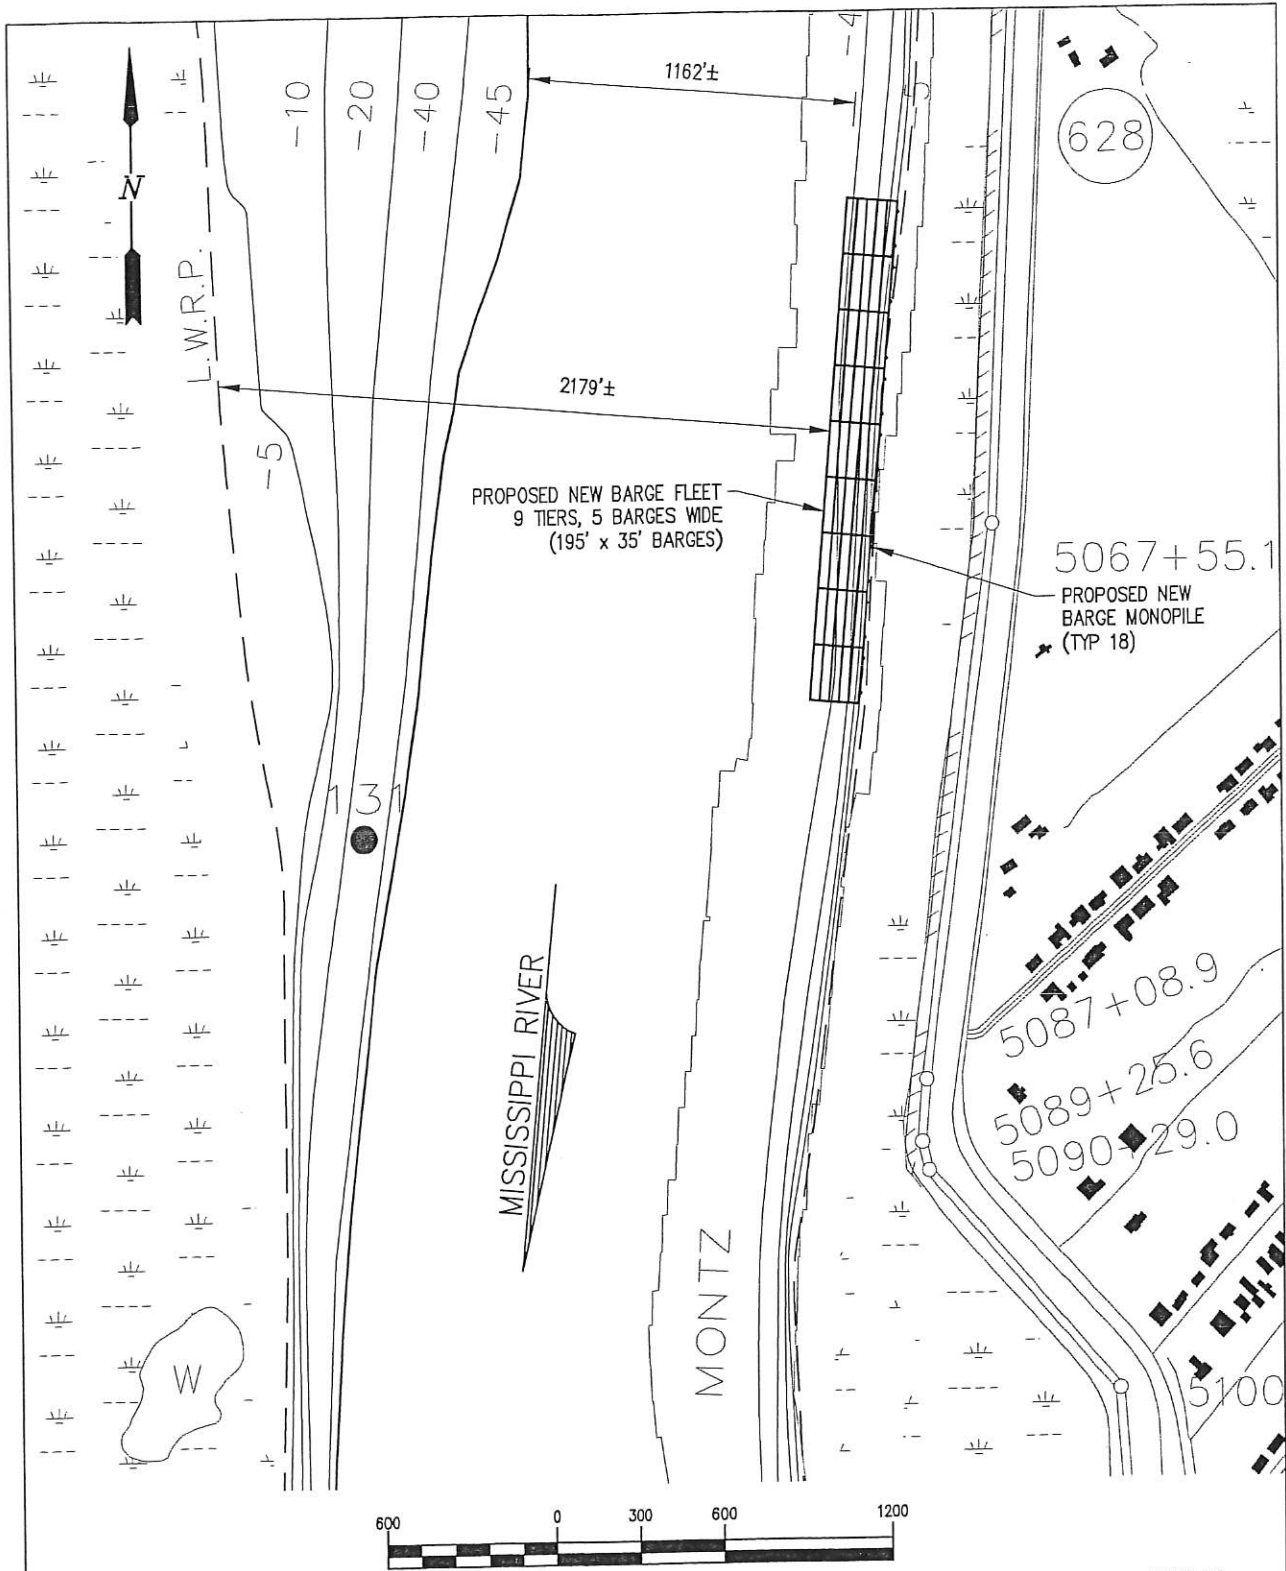 1162'±
-10
-20
-40
-45
-4
628
N
L.W.R.P.
2179'±
-5
PROPOSED NEW BARGE FLEET
9 TIERS, 5 BARGES WIDE
(195' x 35' BARGES)
5067+55.1
PROPOSED NEW
BARGE MONOPILE
(TYP 18)
131
MISSISSIPPI RIVER
5087+08.9
5089+25.6
5090+29.0
MONTZ
W
5100
600
0
300
600
1200